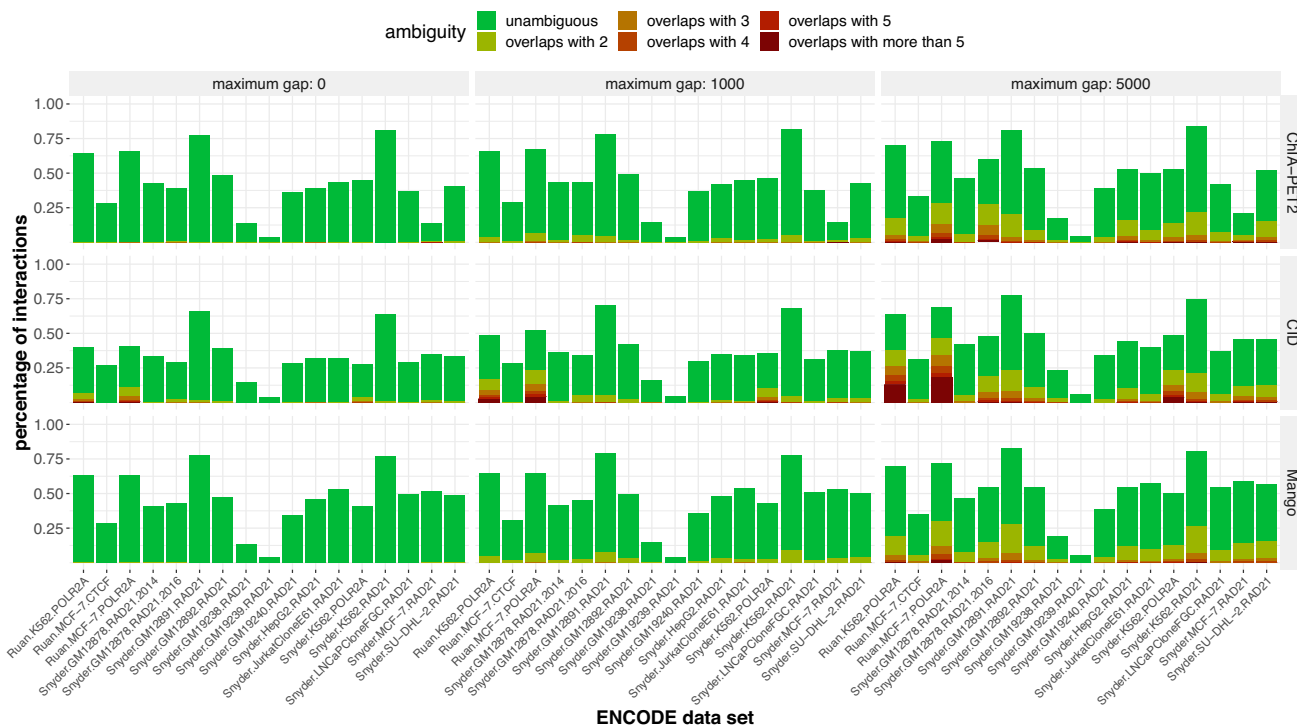 ambiguity
unambiguous
overlaps with 2
overlaps with 3
overlaps with 4
overlaps with 5
overlaps with more than 5
maximum gap: 0
maximum gap: 1000
maximum gap: 5000
percentage of interactions
1.00
0.75
0.50
0.25
ChIA−PET2
1.00
0.75
0.50
0.25
CID
1.00
0.75
0.50
0.25
Mango
Ruan.K562.POLR2A
Ruan.MCF−7.CTCF
Ruan.MCF−7.POLR2A
Snyder.GM12878.RAD21.2014
Snyder.GM12878.RAD21.2016
Snyder.GM12891.RAD21
Snyder.GM12892.RAD21
Snyder.GM19238.RAD21
Snyder.GM19239.RAD21
Snyder.GM19240.RAD21
Snyder.HepG2.RAD21
Snyder.JurkatCloneE61.RAD21
Snyder.K562.POLR2A
Snyder.K562.RAD21
Snyder.LNCaPCloneFGC.RAD21
Snyder.MCF−7.RAD21
Snyder.SU−DHL−2.RAD21
Ruan.K562.POLR2A
Ruan.MCF−7.CTCF
Ruan.MCF−7.POLR2A
Snyder.GM12878.RAD21.2014
Snyder.GM12878.RAD21.2016
Snyder.GM12891.RAD21
Snyder.GM12892.RAD21
Snyder.GM19238.RAD21
Snyder.GM19239.RAD21
Snyder.GM19240.RAD21
Snyder.HepG2.RAD21
Snyder.JurkatCloneE61.RAD21
Snyder.K562.POLR2A
Snyder.K562.RAD21
Snyder.LNCaPCloneFGC.RAD21
Snyder.MCF−7.RAD21
Snyder.SU−DHL−2.RAD21
Ruan.K562.POLR2A
Ruan.MCF−7.CTCF
Ruan.MCF−7.POLR2A
Snyder.GM12878.RAD21.2014
Snyder.GM12878.RAD21.2016
Snyder.GM12891.RAD21
Snyder.GM12892.RAD21
Snyder.GM19238.RAD21
Snyder.GM19239.RAD21
Snyder.GM19240.RAD21
Snyder.HepG2.RAD21
Snyder.JurkatCloneE61.RAD21
Snyder.K562.POLR2A
Snyder.K562.RAD21
Snyder.LNCaPCloneFGC.RAD21
Snyder.MCF−7.RAD21
Snyder.SU−DHL−2.RAD21
ENCODE data set